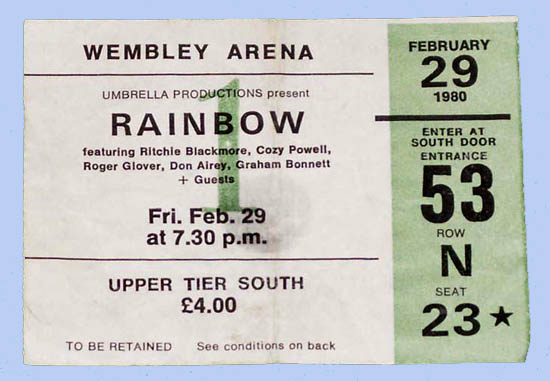 WEMBLEY ARENA
UMBRELLA PRODUCTIONS present
1
RAINBOW
featuring Ritchie Blackmore, Cozy Powell,
Roger Glover, Don Airey, Graham Bonnett
+ Guests
Fri. Feb. 29
at 7.30 p.m.
UPPER TIER SOUTH
£4.00
TO BE RETAINED See conditions on back
FEBRUARY
29
1980
ENTER AT
SOUTH DOOR
ENTRANCE
53
ROW
N
SEAT
23★